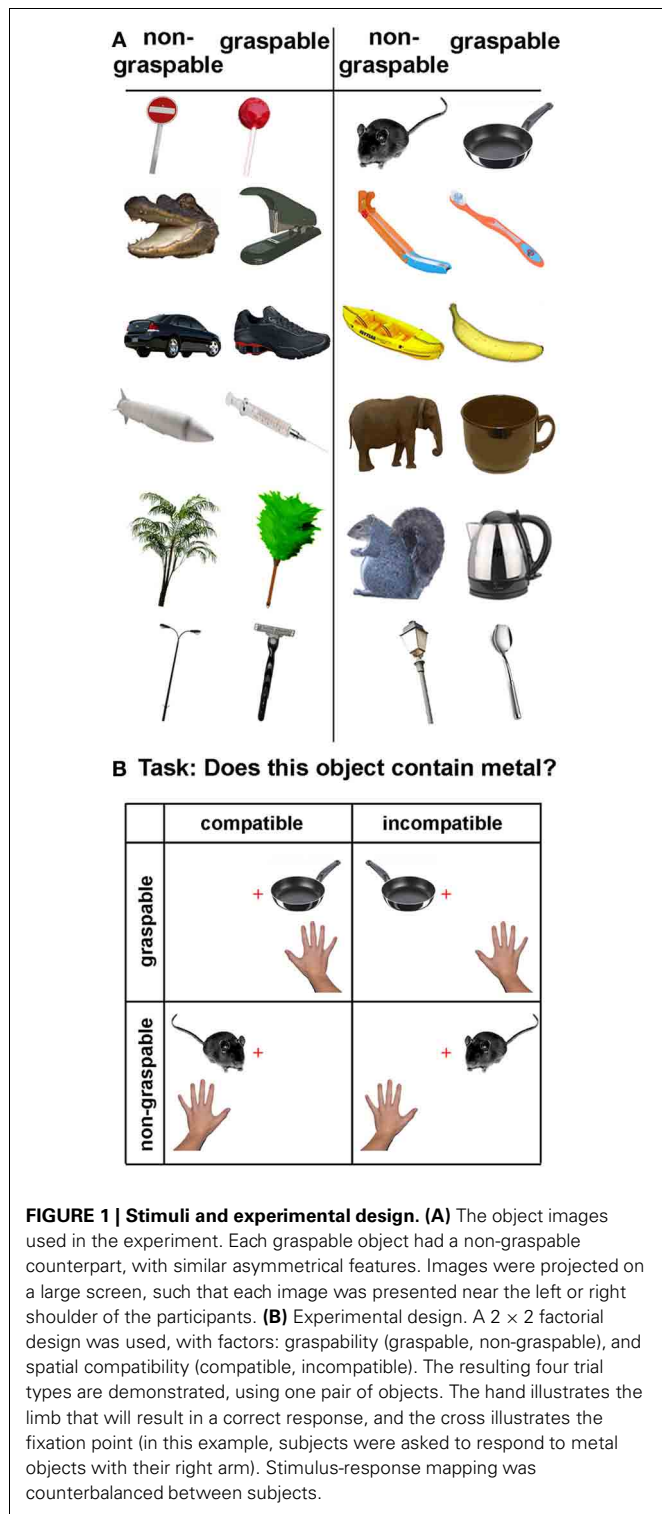 A non-graspable graspable non-graspable graspable
B Task: Does this object contain metal?
compatible incompatible
graspable
non-graspable
FIGURE 1 | Stimuli and experimental design. (A) The object images
used in the experiment. Each graspable object had a non-graspable
counterpart, with similar asymmetrical features. Images were projected on
a large screen, such that each image was presented near the left or right
shoulder of the participants. (B) Experimental design. A 2 × 2 factorial
design was used, with factors: graspability (graspable, non-graspable), and
spatial compatibility (compatible, incompatible). The resulting four trial
types are demonstrated, using one pair of objects. The hand illustrates the
limb that will result in a correct response, and the cross illustrates the
fixation point (in this example, subjects were asked to respond to metal
objects with their right arm). Stimulus-response mapping was
counterbalanced between subjects.